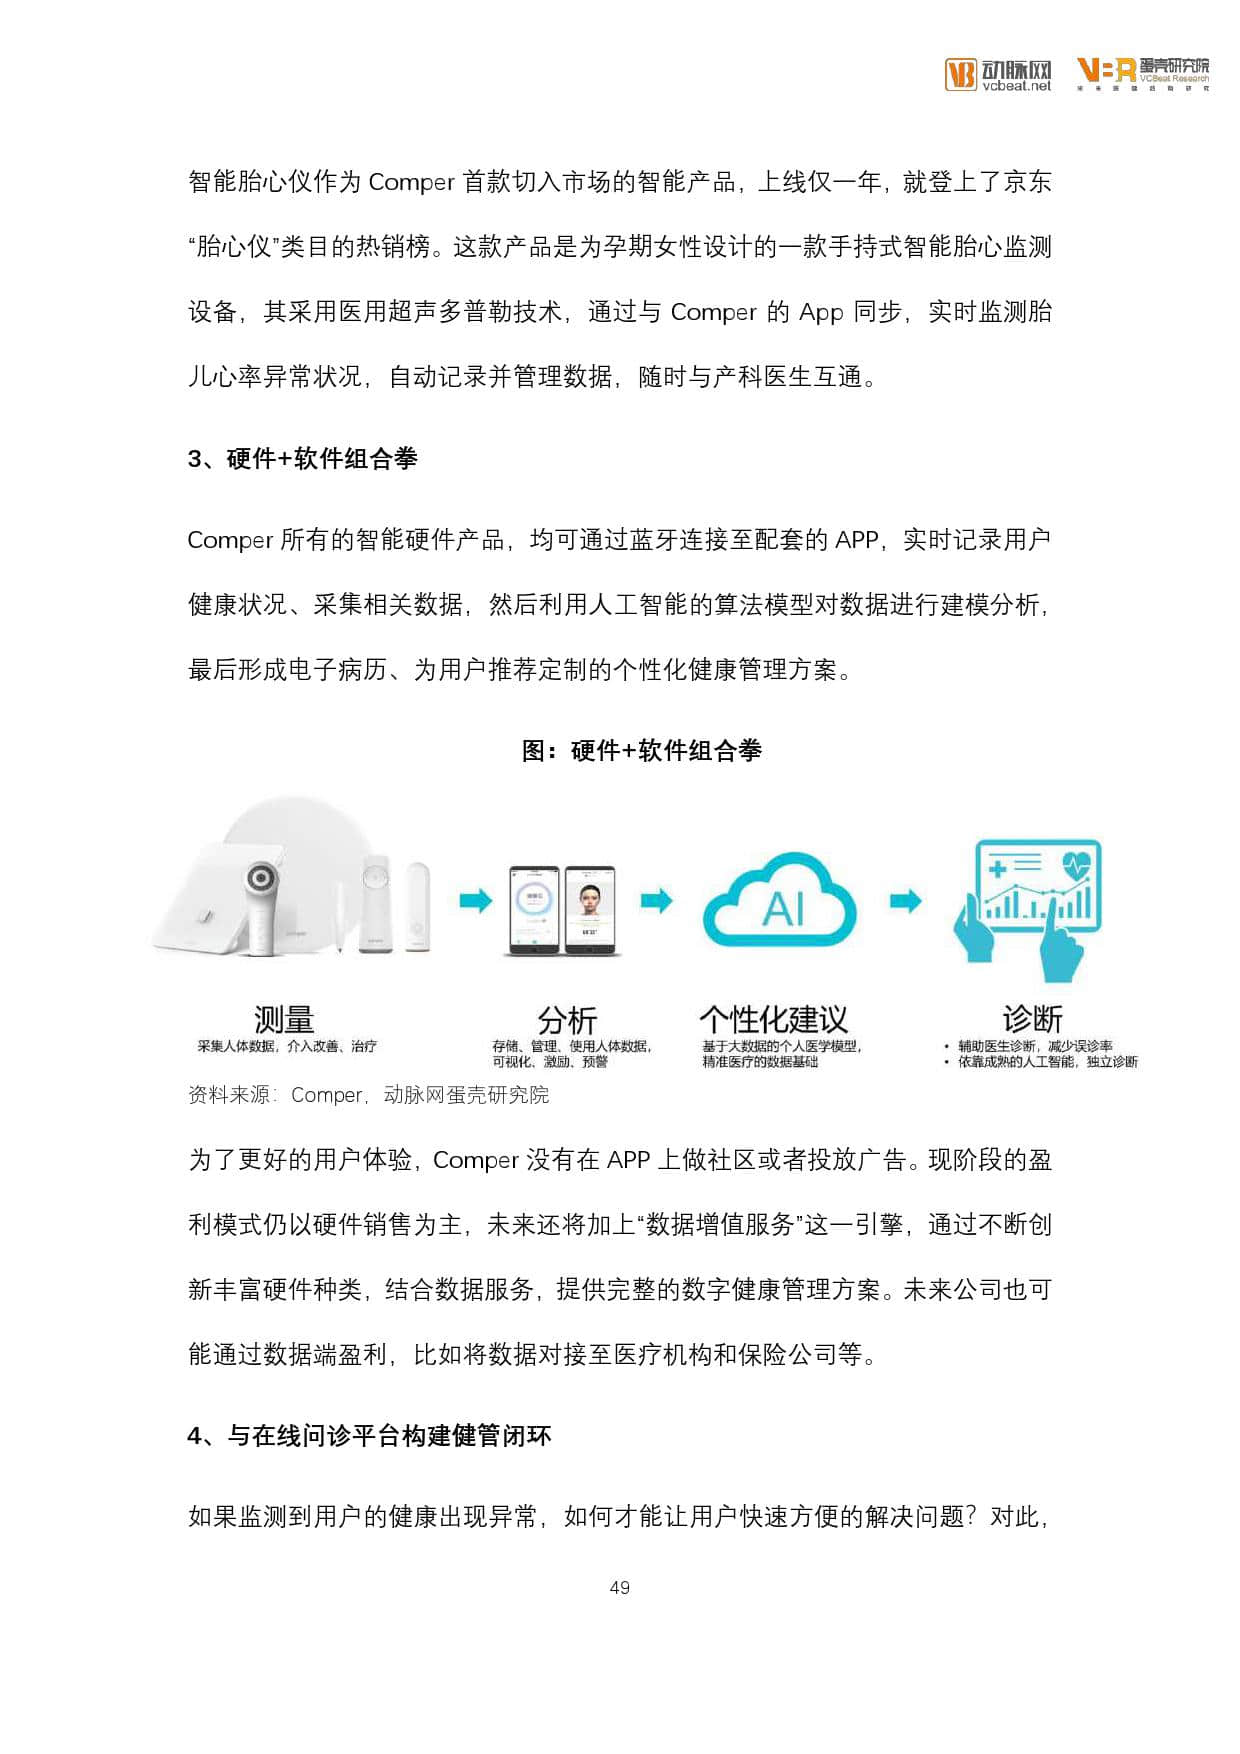 动脉网
vcbeat.net
VBR 蛋壳研究院
VCBeat Research
未来医健战略研究
智能胎心仪作为 Comper 首款切入市场的智能产品，上线仅一年，就登上了京东
“胎心仪”类目的热销榜。这款产品是为孕期女性设计的一款手持式智能胎心监测
设备，其采用医用超声多普勒技术，通过与 Comper 的 App 同步，实时监测胎
儿心率异常状况，自动记录并管理数据，随时与产科医生互通。
3、硬件+软件组合拳
Comper 所有的智能硬件产品，均可通过蓝牙连接至配套的 APP，实时记录用户
健康状况、采集相关数据，然后利用人工智能的算法模型对数据进行建模分析，
最后形成电子病历、为用户推荐定制的个性化健康管理方案。
图：硬件+软件组合拳
AI
测量
采集人体数据，介入改善、治疗
分析
存储、管理、使用人体数据，
可视化、激励、预警
个性化建议
基于大数据的个人医学模型，
精准医疗的数据基础
诊断
• 辅助医生诊断，减少误诊率
• 依靠成熟的人工智能，独立诊断
资料来源：Comper，动脉网蛋壳研究院
为了更好的用户体验，Comper 没有在 APP 上做社区或者投放广告。现阶段的盈
利模式仍以硬件销售为主，未来还将加上“数据增值服务”这一引擎，通过不断创
新丰富硬件种类，结合数据服务，提供完整的数字健康管理方案。未来公司也可
能通过数据端盈利，比如将数据对接至医疗机构和保险公司等。
4、与在线问诊平台构建健管闭环
如果监测到用户的健康出现异常，如何才能让用户快速方便的解决问题？对此，
49